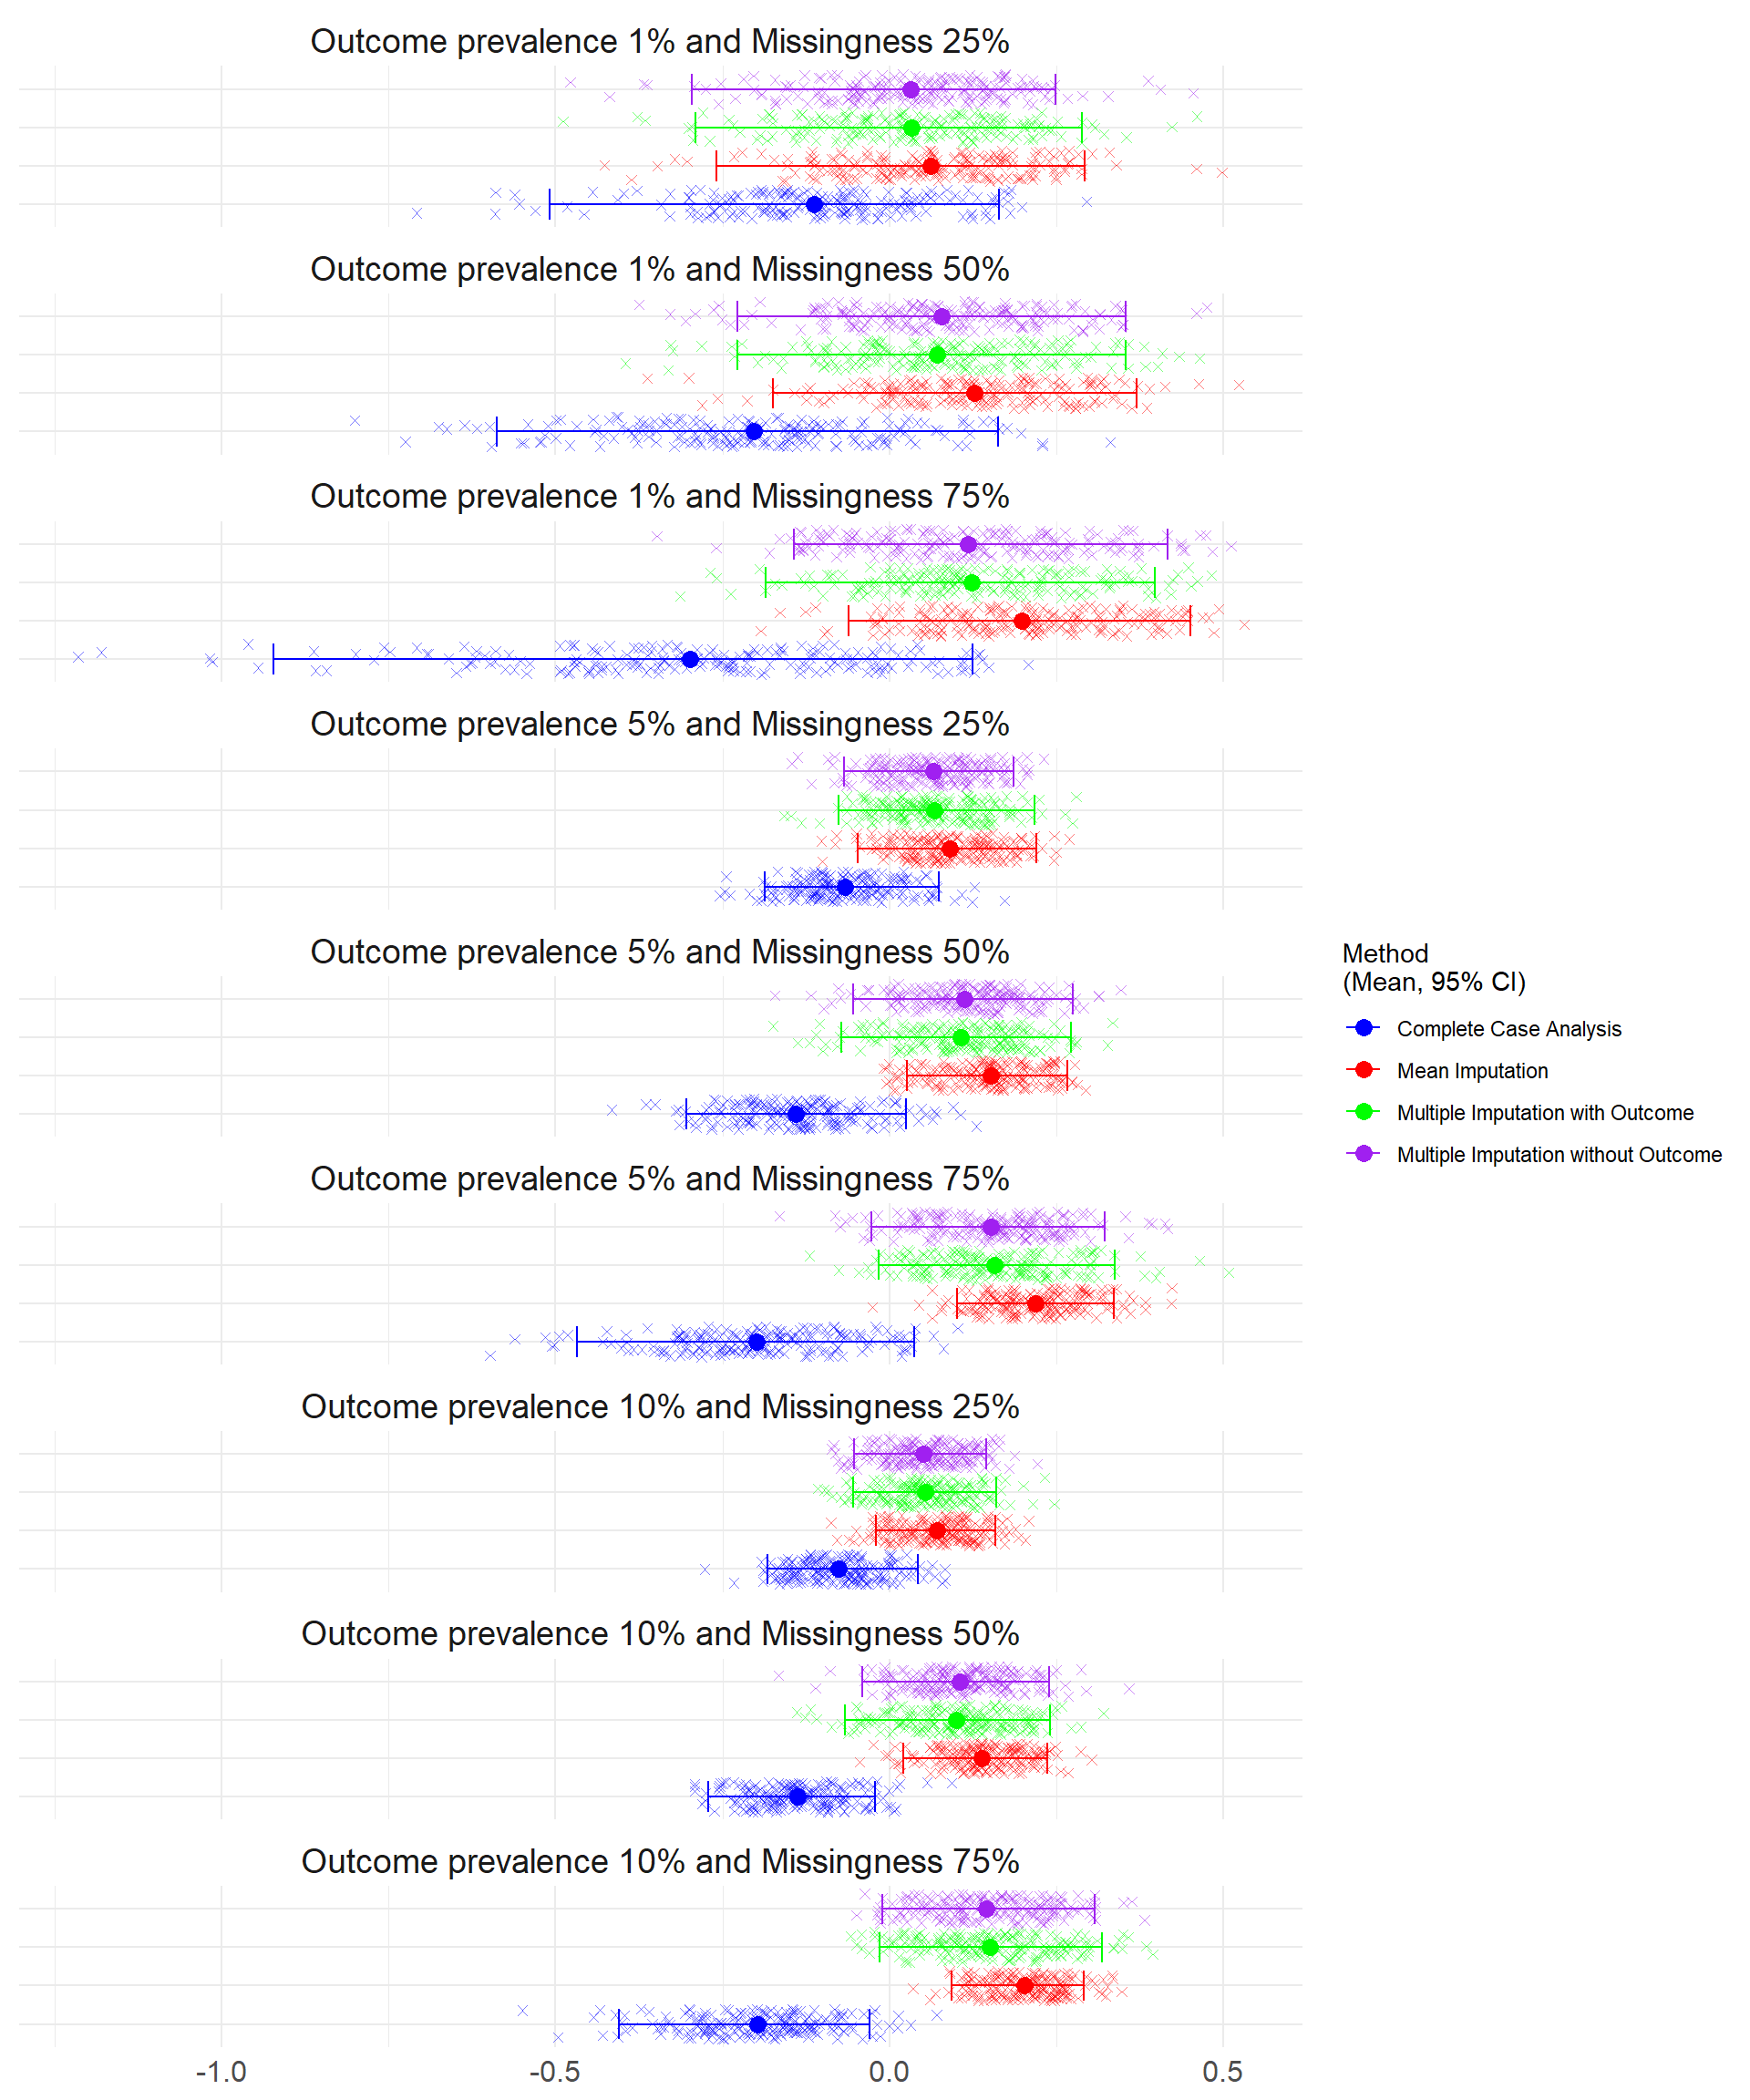 Outcome prevalence 1% and Missingness 25%
Outcome prevalence 1% and Missingness 50%
Outcome prevalence 1% and Missingness 75%
Outcome prevalence 5% and Missingness 25%
Outcome prevalence 5% and Missingness 50%
Outcome prevalence 5% and Missingness 75%
Outcome prevalence 10% and Missingness 25%
Outcome prevalence 10% and Missingness 50%
Outcome prevalence 10% and Missingness 75%
-1.0 -0.5 0.0 0.5
Method
(Mean, 95% CI)
Complete Case Analysis
Mean Imputation
Multiple Imputation with Outcome
Multiple Imputation without Outcome